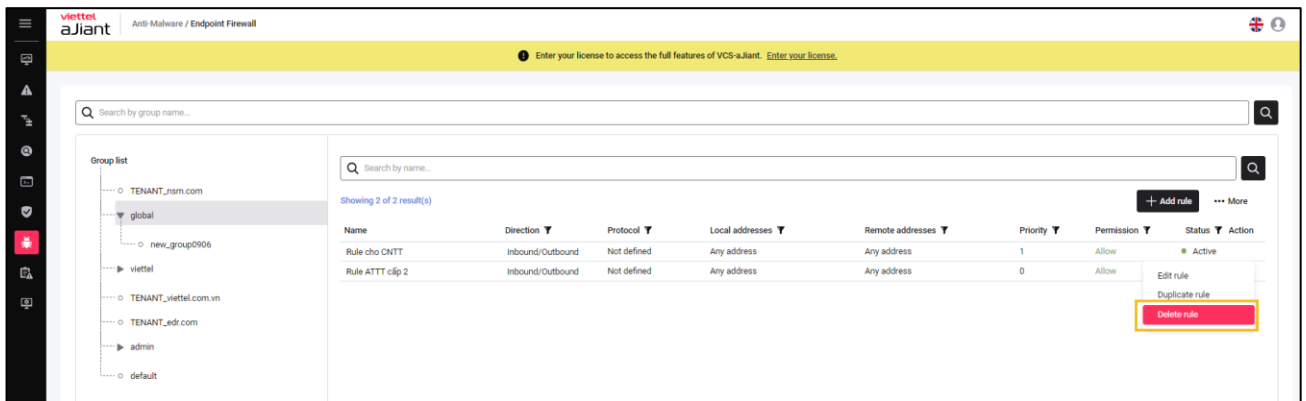 viettel
aJiant
Anti-Malware / Endpoint Firewall
Enter your license to access the full features of VCS-aJiant. Enter your license.
Search by group name...
Group list
TENANT_nsm.com
global
new_group0906
viettel
TENANT_viettel.com.vn
TENANT_edr.com
admin
default
Search by name...
Showing 2 of 2 result(s)
Add rule
More
Name Direction Protocol Local addresses Remote addresses Priority Permission Status Action
Rule cho CNTT Inbound/Outbound Not defined Any address Any address 1 Allow Active
Rule ATTT cấp 2 Inbound/Outbound Not defined Any address Any address 0 Allow
Edit rule
Duplicate rule
Delete rule